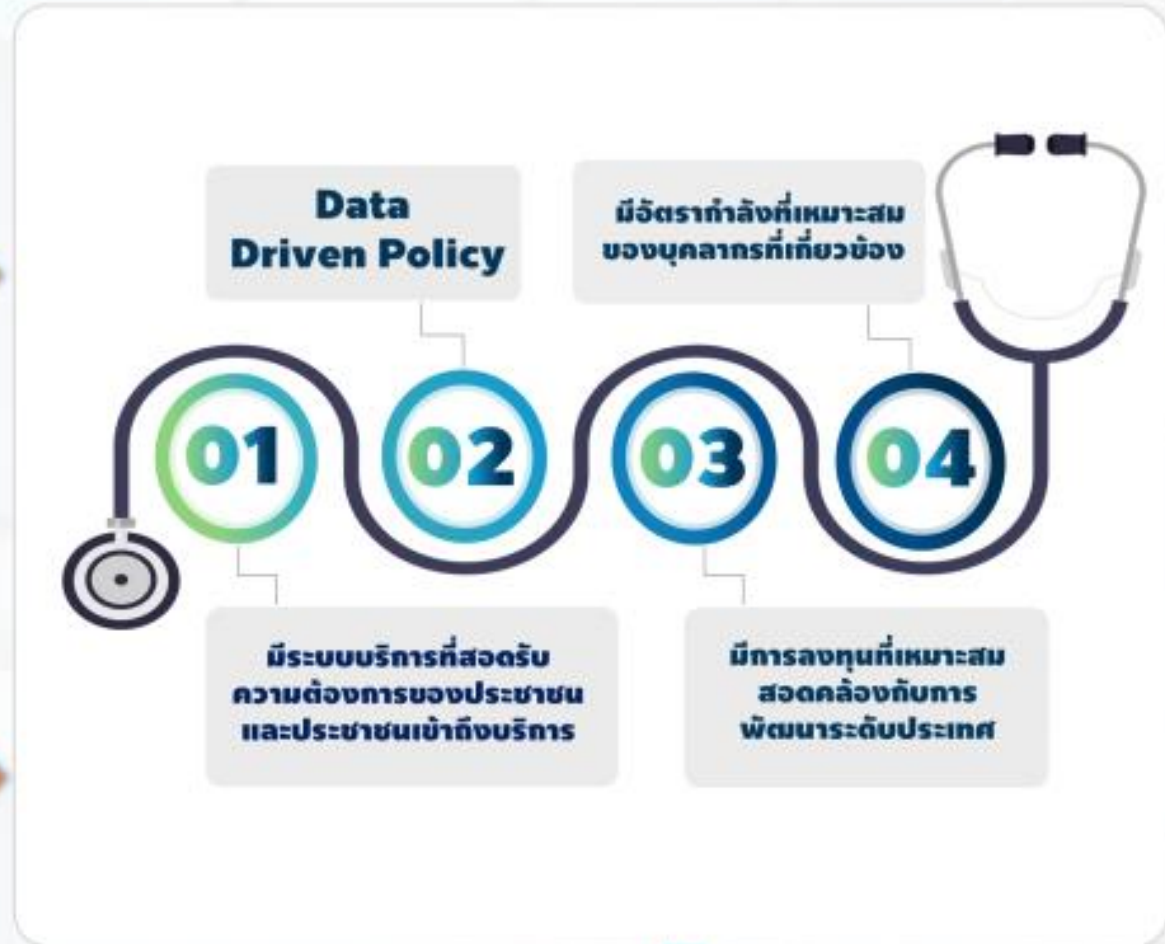 Data
Driven Policy
มีอัตรากำลังที่เหมาะสม
ของบุคลากรที่เกี่ยวข้อง
01
02
03
04
มีระบบบริการที่สอดรับ
ความต้องการของประชาชน
และประชาชนเข้าถึงบริการ
มีการลงทุนที่เหมาะสม
สอดคล้องกับการ
พัฒนาระดับประเทศ